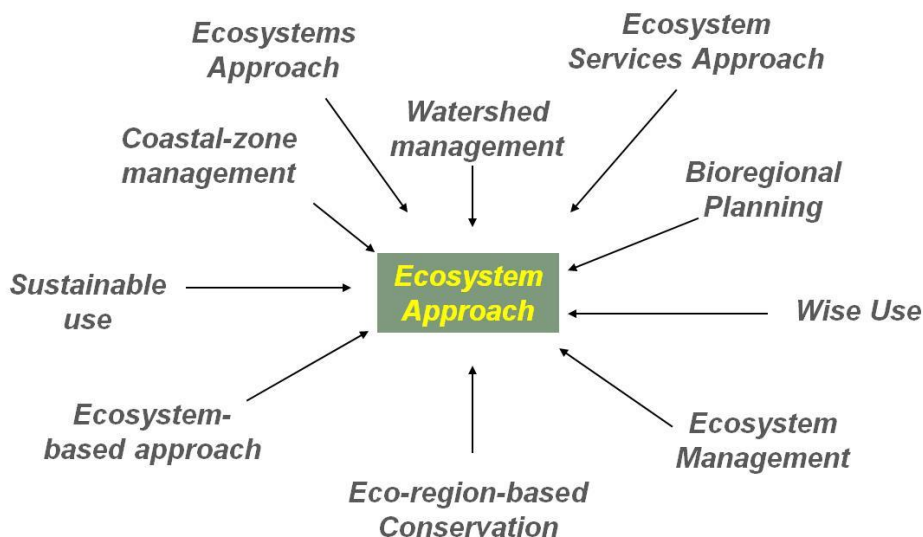 Ecosystems
Approach
Ecosystem
Services Approach
Watershed
management
Coastal-zone
management
Bioregional
Planning
Ecosystem
Approach
Sustainable
use
Wise Use
Ecosystem-
based approach
Ecosystem
Management
Eco-region-based
Conservation